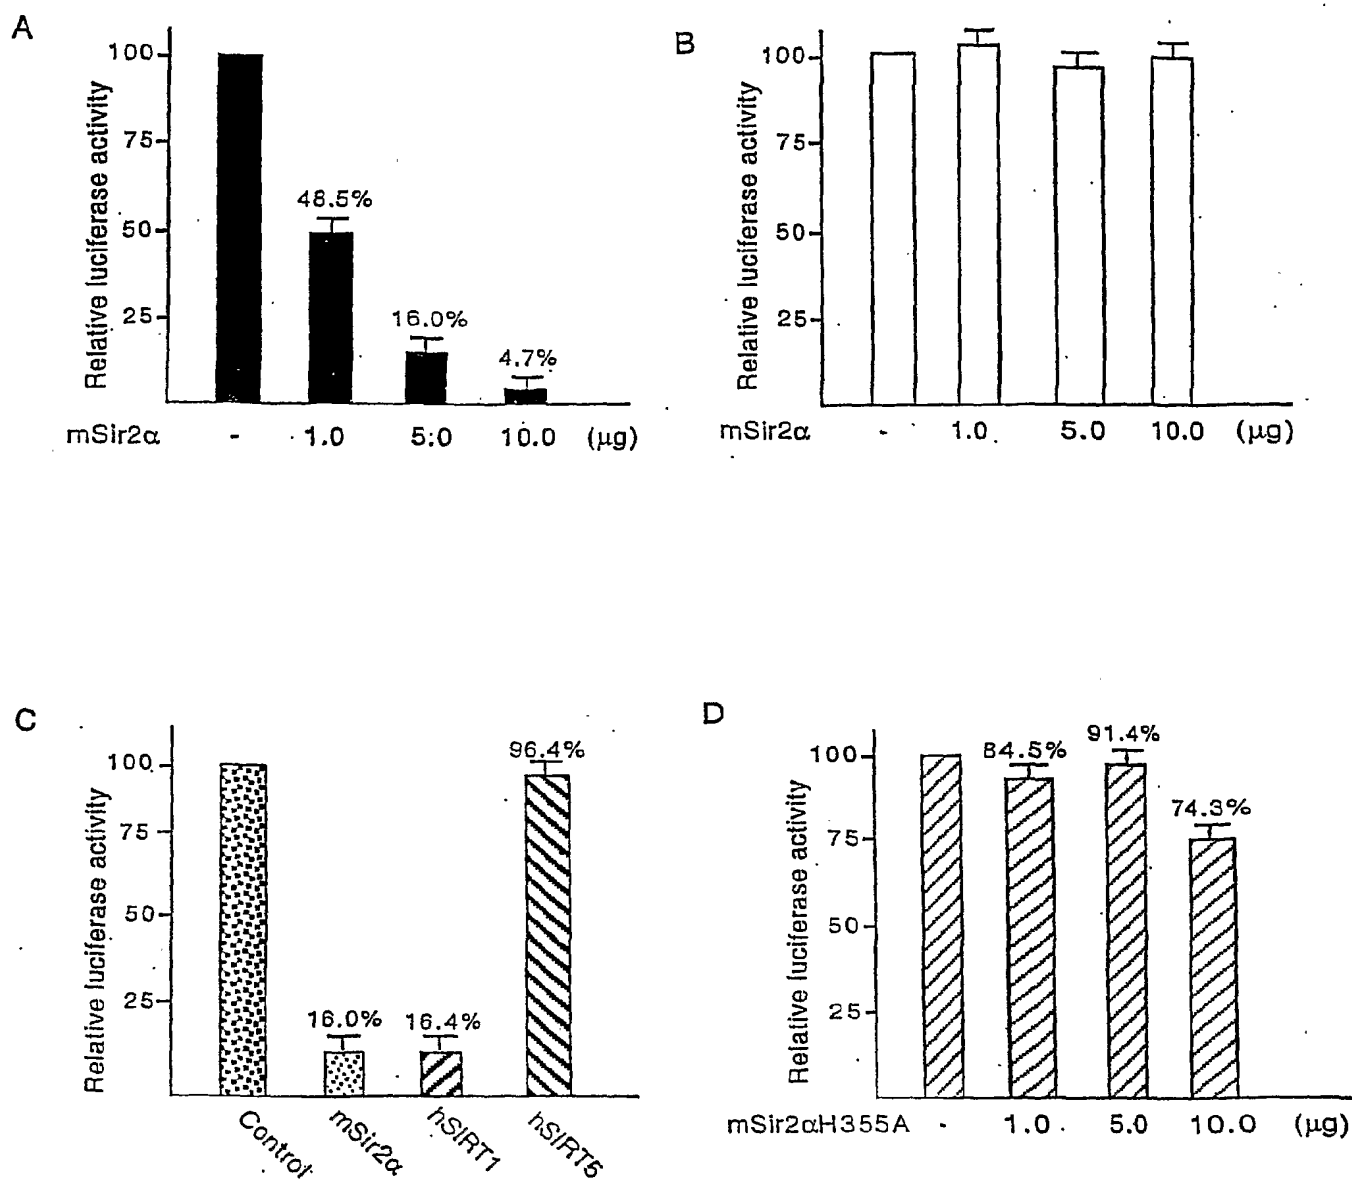 A
Relative luciferase activity
100
75
50
25
48.5%
16.0%
4.7%
mSir2α - 1.0 5.0 10.0 (μg)
B
Relative luciferase activity
100
75
50
25
mSir2α - 1.0 5.0 10.0 (μg)
C
Relative luciferase activity
100
75
50
25
16.0%
16.4%
96.4%
Control
mSir2α
hSIRT1
hSIRT5
D
Relative luciferase activity
100
75
50
25
84.5%
91.4%
74.3%
mSir2αH355A - 1.0 5.0 10.0 (μg)